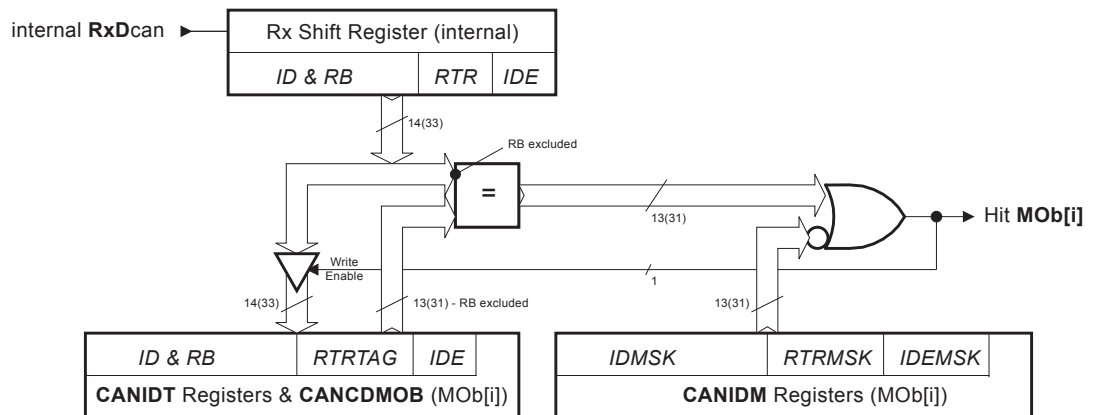 internal RxDcan
Rx Shift Register (internal)
ID & RB RTR IDE
14(33)
RB excluded
=
13(31)
Hit MOb[i]
Write
Enable
1
14(33)
13(31) - RB excluded
13(31)
ID & RB RTRTAG IDE
CANIDT Registers & CANCDMOB (MOb[i])
IDMSK RTRMSK IDEMSK
CANIDM Registers (MOb[i])